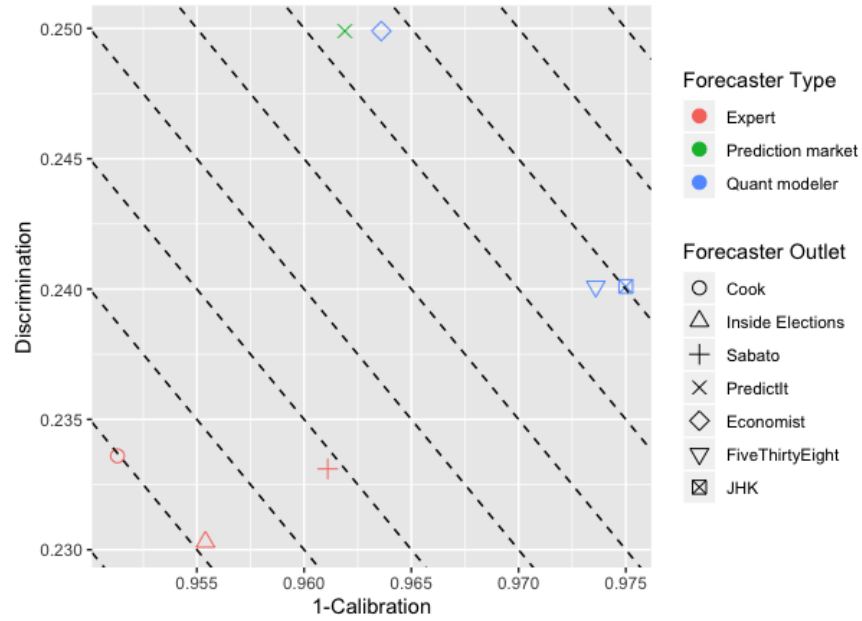 0.250
0.245
0.240
0.235
0.230
Discrimination
0.955
0.960
0.965
0.970
0.975
1-Calibration
Forecaster Type
Expert
Prediction market
Quant modeler
Forecaster Outlet
Cook
Inside Elections
Sabato
PredictIt
Economist
FiveThirtyEight
JHK